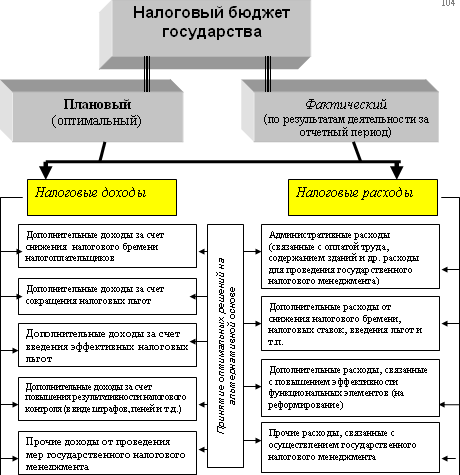 104
Налоговый бюджет
государства
Плановый
(оптимальный)
Фактический
(по результатам деятельности за
отчетный период)
Налоговые доходы
Налоговые расходы
Дополнительные доходы за счет
снижения налогового бремени
налогоплательщиков
Дополнительные доходы за счет
сокращения налоговых льгот
Дополнительные доходы за счет
введения эффективных налоговых
льгот
Дополнительные доходы за счет
повышения результативности налогового
контроля (в виде штрафов, пеней и т.д.)
Прочие доходы от проведения
мер государственного налогового
менеджмента
Принятие оптимальных решений на
альтернативной основе
Административные расходы
(связанные с оплатой труда,
содержанием зданий и др. расходы
для проведения государственного
налогового менеджмента)
Дополнительные расходы от
снижения налогового бремени,
налоговых ставок, введения льгот и
т.п.
Дополнительные расходы, связанные
с повышением эффективности
функциональных элементов (на
реформирование)
Прочие расходы, связанные с
осуществлением государственного
налогового менеджмента